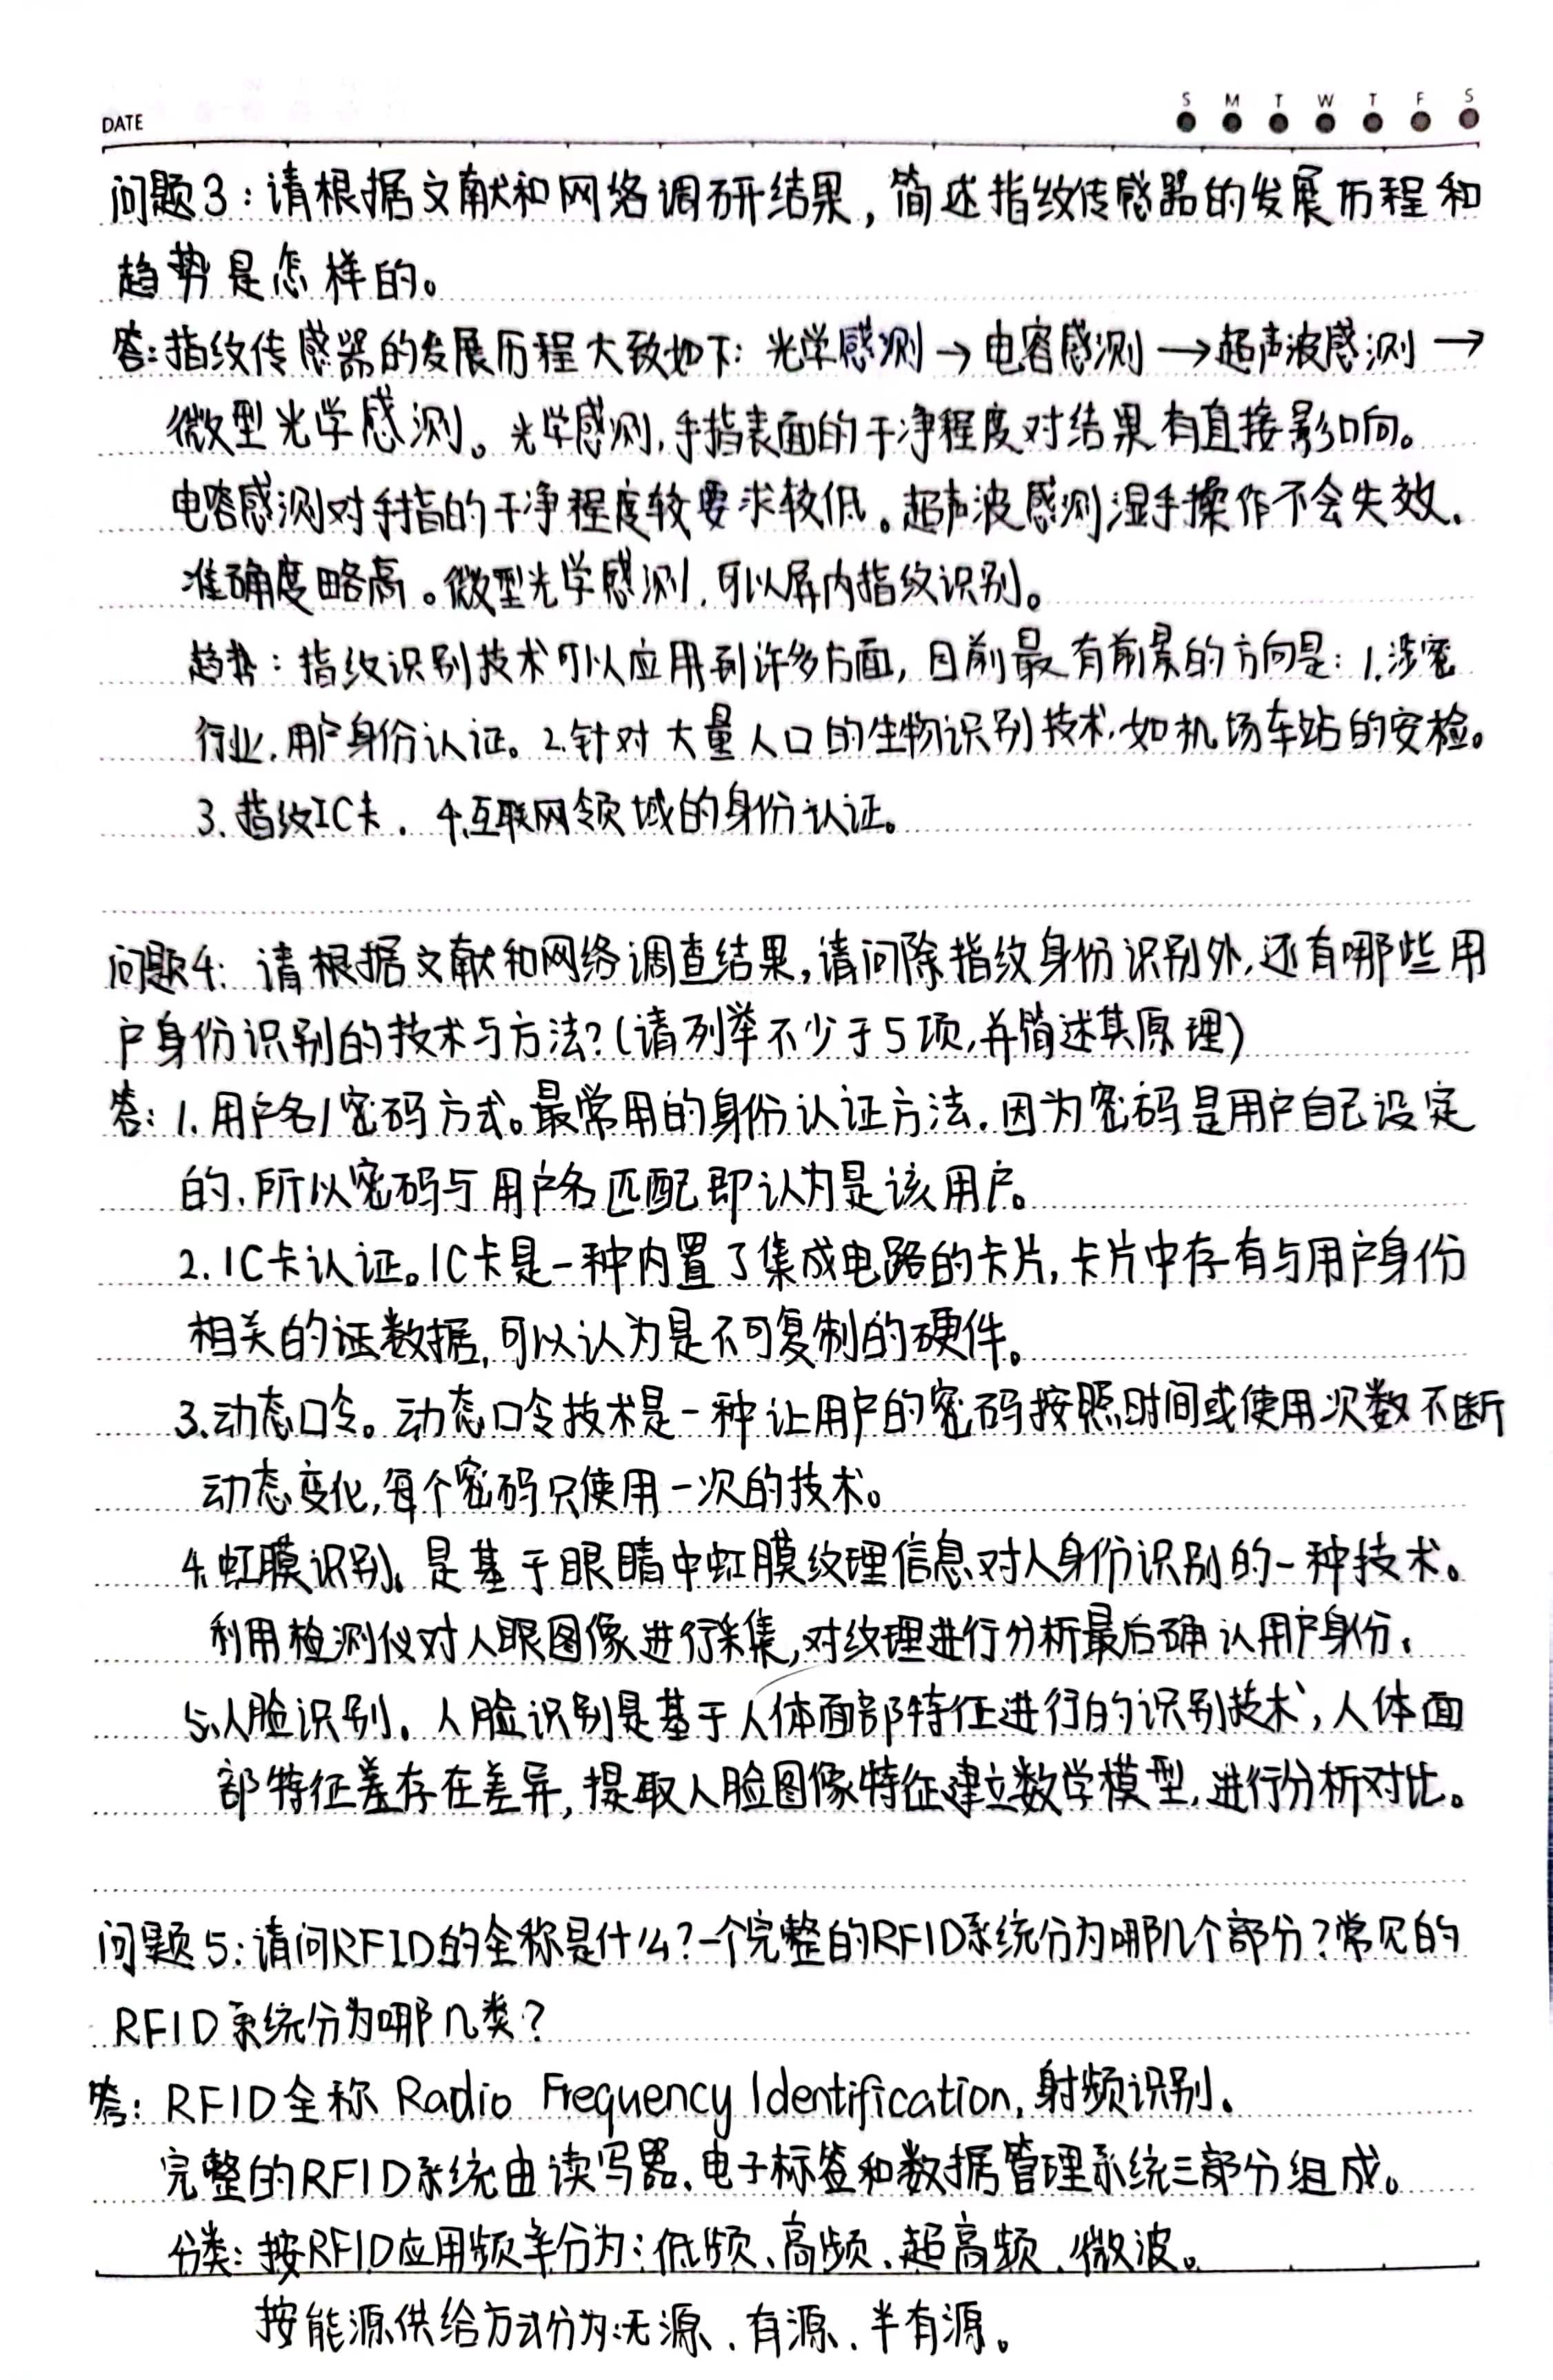 DATE
S M T W T F S
问题3：请根据文献和网络调研结果，简述指纹传感器的发展历程和
趋势是怎样的。
答：指纹传感器的发展历程大致如下：光学感测→电容感测→超声波感测→
微型光学感测。光学感测，手指表面的干净程度对结果有直接影响。
电容感测对手指的干净程度较要求较低。超声波感测湿手操作不会失效，
准确度略高。微型光学感测，可以屏内指纹识别。
趋势：指纹识别技术可以应用到许多方面，目前最有前景的方向是：1.涉密
行业，用户身份认证。2.针对大量人口的生物识别技术，如机场车站的安检。
3.指纹IC卡．4.互联网领域的身份认证。
问题4：请根据文献和网络调查结果，请问除指纹身份识别外，还有哪些用
户身份识别的技术与方法？（请列举不少于5项，并简述其原理）
答：1.用户名/密码方式。最常用的身份认证方法．因为密码是用户自己设定
的，所以密码与用户名匹配即认为是该用户。
2.IC卡认证。IC卡是一种内置了集成电路的卡片，卡片中存有与用户身份
相关的证数据，可以认为是不可复制的硬件。
3.动态口令。动态口令技术是一种让用户的密码按照时间或使用次数不断
动态变化，每个密码只使用一次的技术。
4.虹膜识别。是基于眼睛中虹膜纹理信息对人身份识别的一种技术。
利用检测仪对人眼图像进行采集，对纹理进行分析最后确认用户身份．
5.人脸识别．人脸识别是基于人体面部特征进行的识别技术，人体面
部特征差存在差异，提取人脸图像特征建立数学模型，进行分析对比。
问题5：请问RFID的全称是什么？一个完整的RFID系统分为哪几个部分？常见的
RFID系统分为哪几类？
答：RFID全称 Radio Frequency Identification，射频识别．
完整的RFID系统由读写器、电子标签和数据管理系统三部分组成。
分类：按RFID应用频率分为：低频、高频、超高频、微波。
按能源供给方式分为：无源、有源、半有源。